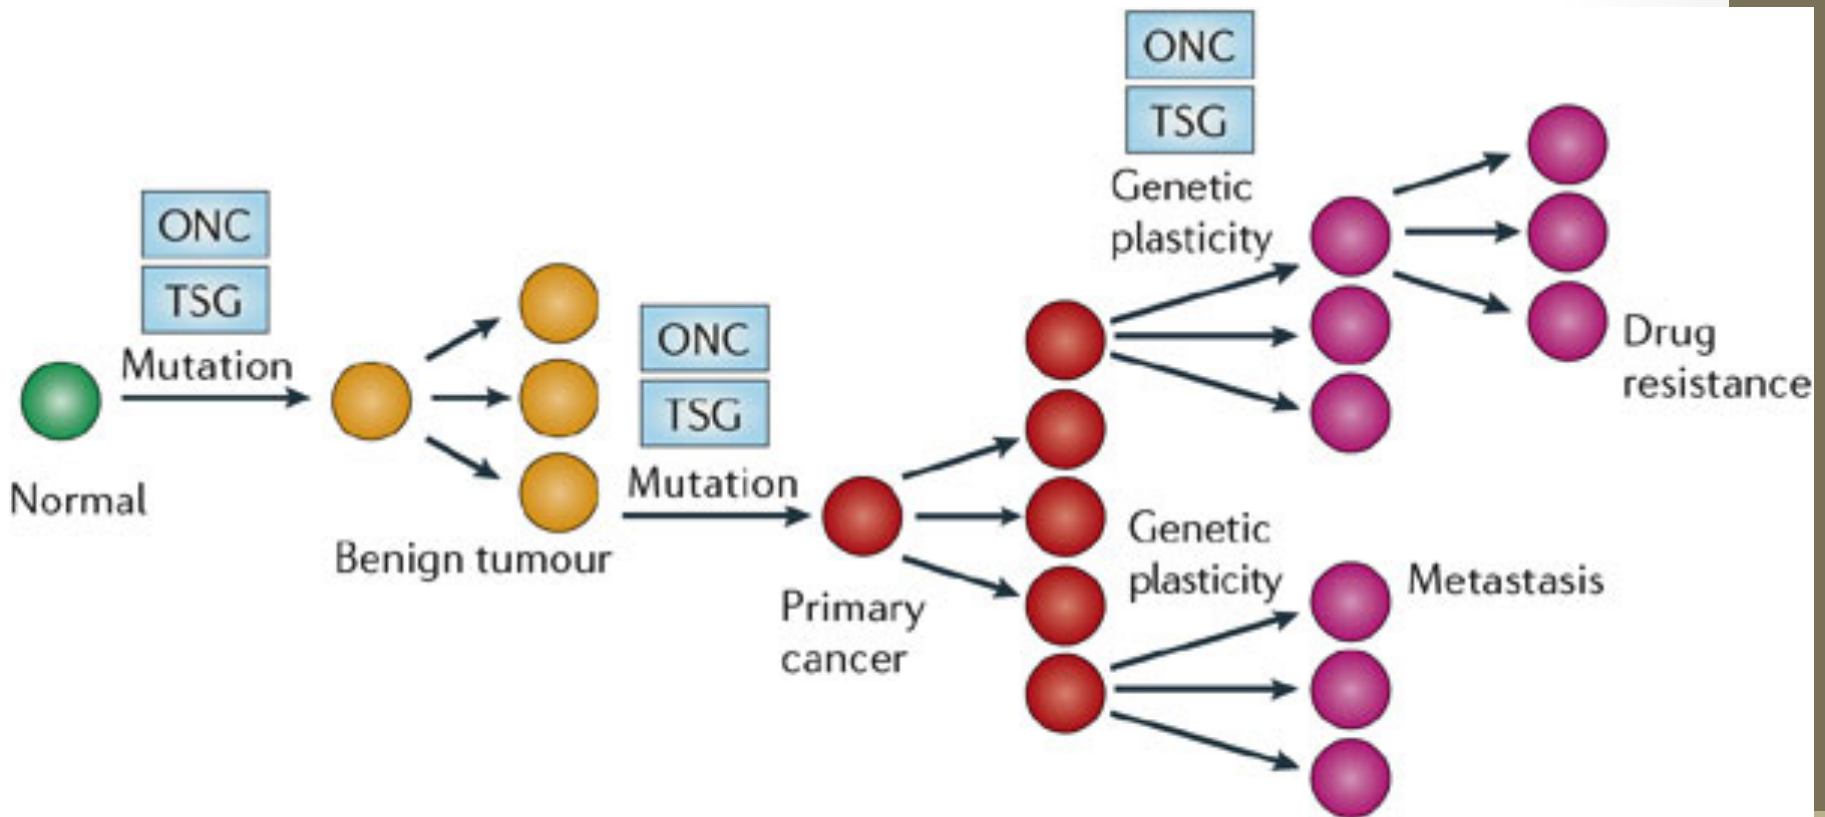 ONC
TSG
Mutation
Normal
Benign tumour
ONC
TSG
Mutation
Primary
cancer
ONC
TSG
Genetic
plasticity
Drug
resistance
Genetic
plasticity
Metastasis